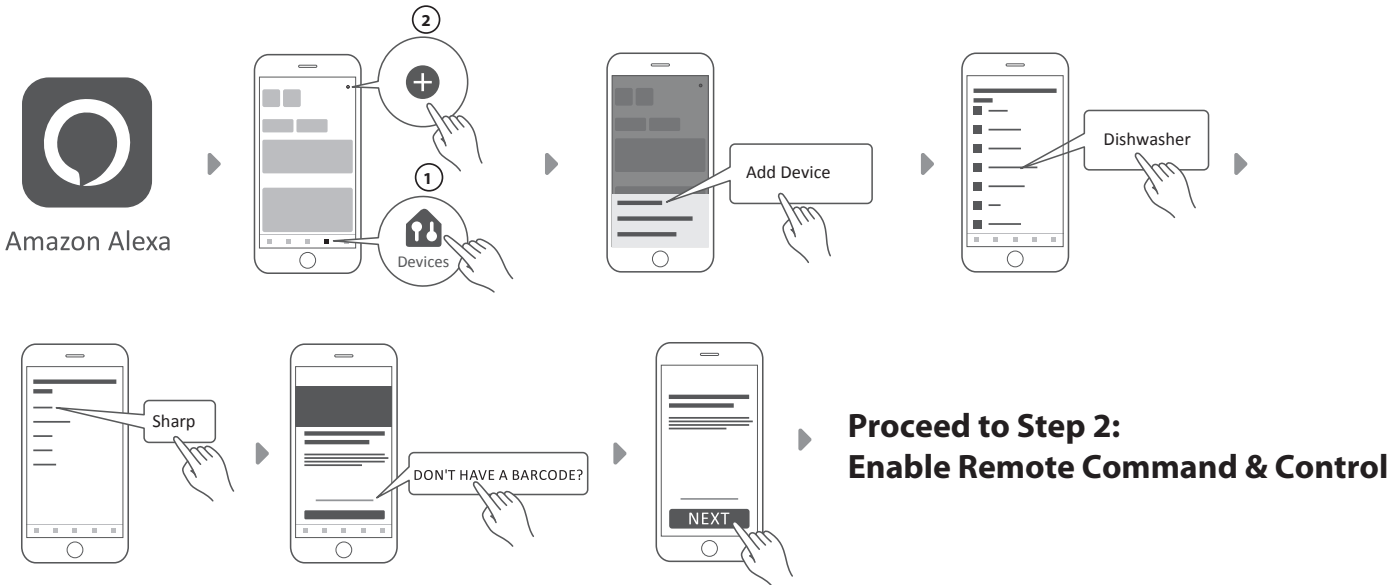 2
1
Devices
Add Device
Dishwasher
Amazon Alexa
Sharp
DON'T HAVE A BARCODE?
NEXT
Proceed to Step 2:
Enable Remote Command & Control